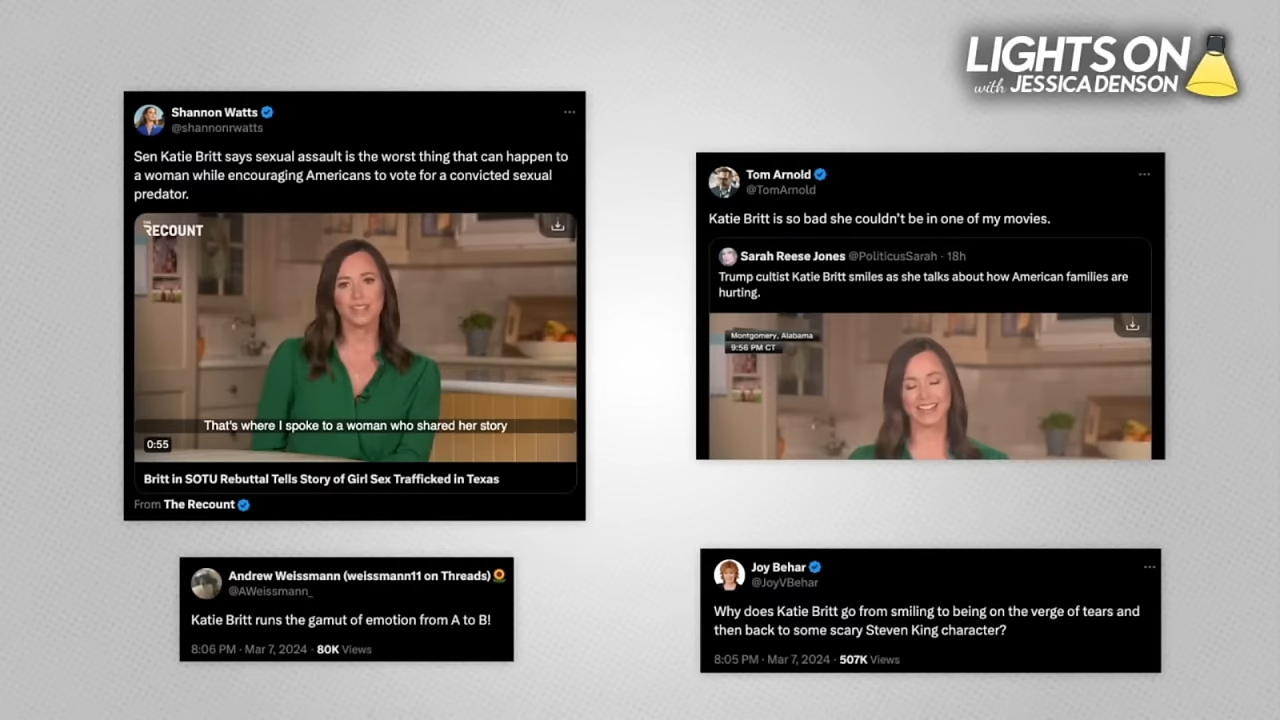 LIGHTS ON
with JESSICA DENSON
Shannon Watts
@shannonrwatts
Sen Katie Britt says sexual assault is the worst thing that can happen to
a woman while encouraging Americans to vote for a convicted sexual
predator.
THE
RECOUNT
That's where I spoke to a woman who shared her story
0:55
Britt in SOTU Rebuttal Tells Story of Girl Sex Trafficked in Texas
From The Recount
Tom Arnold
@TomArnold
Katie Britt is so bad she couldn't be in one of my movies.
Sarah Reese Jones @PoliticusSarah · 18h
Trump cultist Katie Britt smiles as she talks about how American families are
hurting.
Montgomery, Alabama
9:56 PM CT
Andrew Weissmann (weissmann11 on Threads)🌻
@AWeissmann_
Katie Britt runs the gamut of emotion from A to B!
8:06 PM · Mar 7, 2024 · 80K Views
Joy Behar
@JoyVBehar
Why does Katie Britt go from smiling to being on the verge of tears and
then back to some scary Steven King character?
8:05 PM · Mar 7, 2024 · 507K Views